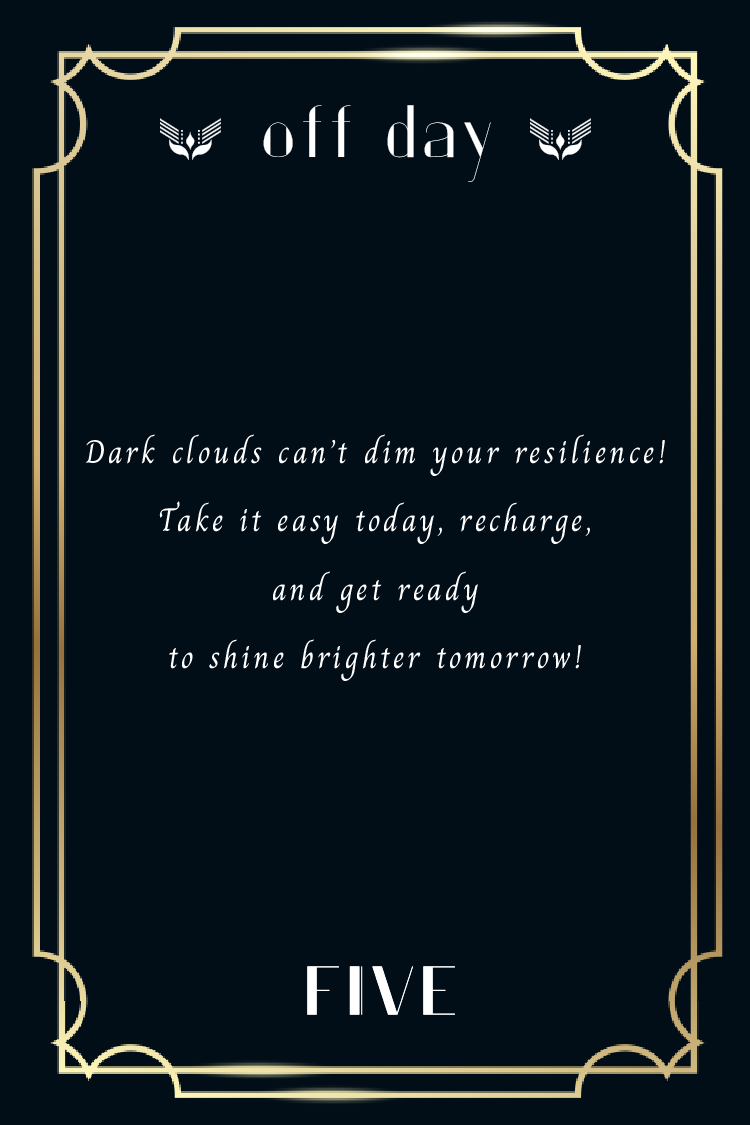 off day
Dark clouds can't dim your resilience!
Take it easy today, recharge,
and get ready
to shine brighter tomorrow!
FIVE